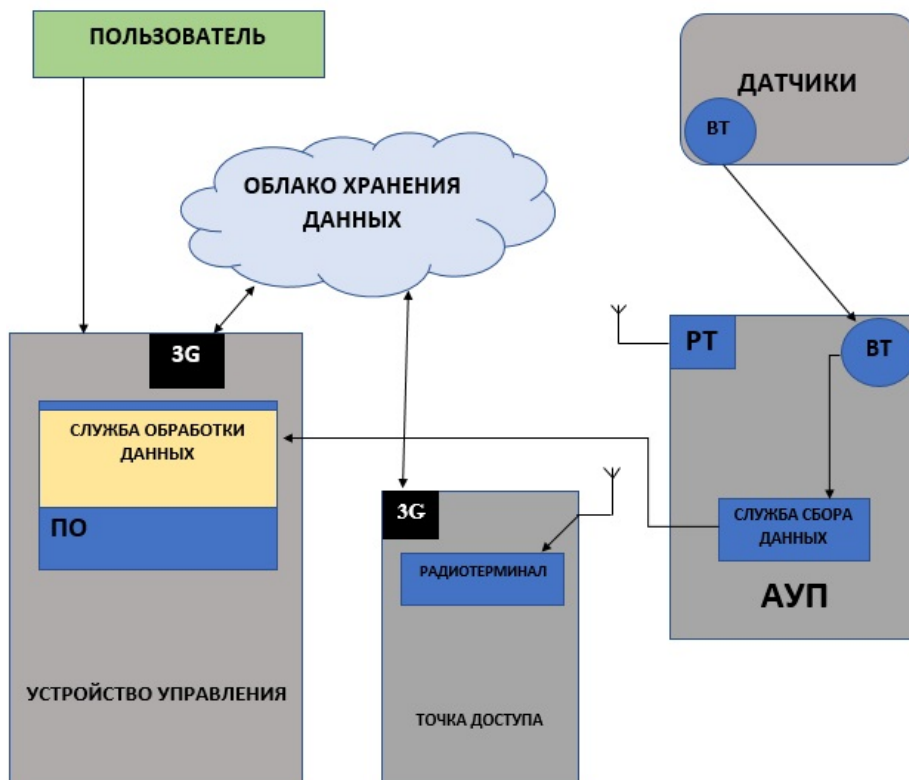 ПОЛЬЗОВАТЕЛЬ
ДАТЧИКИ
ВТ
ОБЛАКО ХРАНЕНИЯ
ДАННЫХ
3G
РТ
ВТ
СЛУЖБА ОБРАБОТКИ
ДАННЫХ
ПО
3G
РАДИОТЕРМИНАЛ
СЛУЖБА СБОРА
ДАННЫХ
АУП
УСТРОЙСТВО УПРАВЛЕНИЯ
ТОЧКА ДОСТУПА